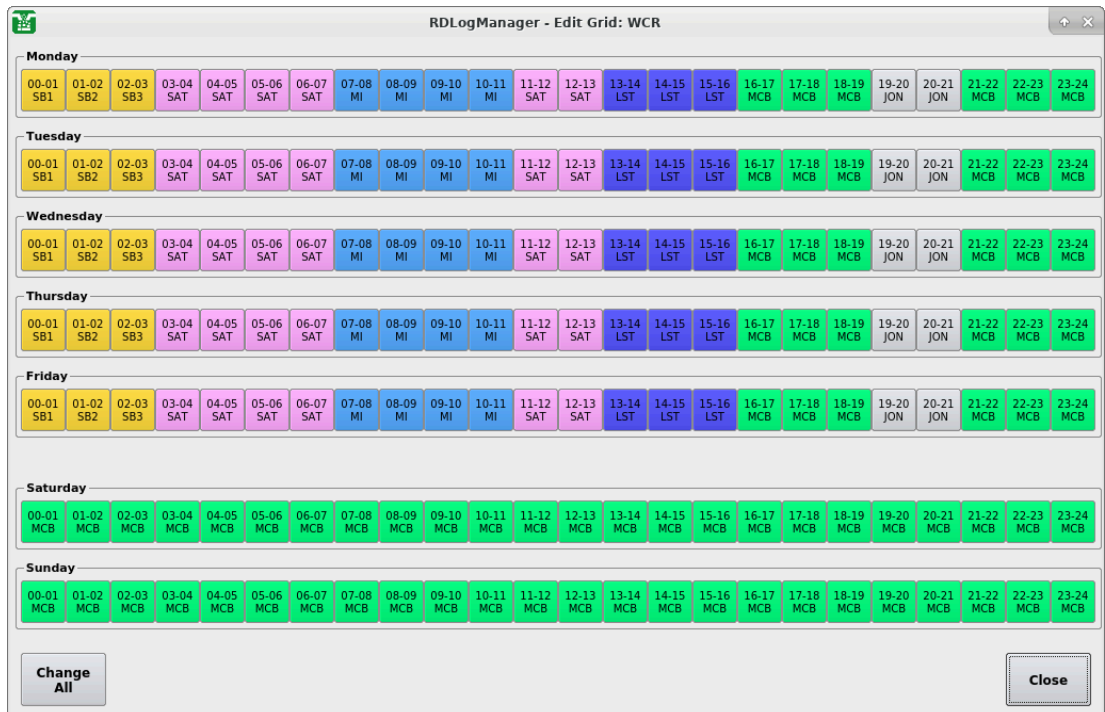 RDLogManager - Edit Grid: WCR
Monday
00-01 01-02 02-03 03-04 04-05 05-06 06-07 07-08 08-09 09-10 10-11 11-12 12-13 13-14 14-15 15-16 16-17 17-18 18-19 19-20 20-21 21-22 22-23 23-24
SB1 SB2 SB3 SAT SAT SAT SAT MI MI MI MI SAT SAT LST LST LST MCB MCB MCB JON JON MCB MCB MCB
Tuesday
00-01 01-02 02-03 03-04 04-05 05-06 06-07 07-08 08-09 09-10 10-11 11-12 12-13 13-14 14-15 15-16 16-17 17-18 18-19 19-20 20-21 21-22 22-23 23-24
SB1 SB2 SB3 SAT SAT SAT SAT MI MI MI MI SAT SAT LST LST LST MCB MCB MCB JON JON MCB MCB MCB
Wednesday
00-01 01-02 02-03 03-04 04-05 05-06 06-07 07-08 08-09 09-10 10-11 11-12 12-13 13-14 14-15 15-16 16-17 17-18 18-19 19-20 20-21 21-22 22-23 23-24
SB1 SB2 SB3 SAT SAT SAT SAT MI MI MI MI SAT SAT LST LST LST MCB MCB MCB JON JON MCB MCB MCB
Thursday
00-01 01-02 02-03 03-04 04-05 05-06 06-07 07-08 08-09 09-10 10-11 11-12 12-13 13-14 14-15 15-16 16-17 17-18 18-19 19-20 20-21 21-22 22-23 23-24
SB1 SB2 SB3 SAT SAT SAT SAT MI MI MI MI SAT SAT LST LST LST MCB MCB MCB JON JON MCB MCB MCB
Friday
00-01 01-02 02-03 03-04 04-05 05-06 06-07 07-08 08-09 09-10 10-11 11-12 12-13 13-14 14-15 15-16 16-17 17-18 18-19 19-20 20-21 21-22 22-23 23-24
SB1 SB2 SB3 SAT SAT SAT SAT MI MI MI MI SAT SAT LST LST LST MCB MCB MCB JON JON MCB MCB MCB
Saturday
00-01 01-02 02-03 03-04 04-05 05-06 06-07 07-08 08-09 09-10 10-11 11-12 12-13 13-14 14-15 15-16 16-17 17-18 18-19 19-20 20-21 21-22 22-23 23-24
MCB MCB MCB MCB MCB MCB MCB MCB MCB MCB MCB MCB MCB MCB MCB MCB MCB MCB MCB MCB MCB MCB MCB MCB
Sunday
00-01 01-02 02-03 03-04 04-05 05-06 06-07 07-08 08-09 09-10 10-11 11-12 12-13 13-14 14-15 15-16 16-17 17-18 18-19 19-20 20-21 21-22 22-23 23-24
MCB MCB MCB MCB MCB MCB MCB MCB MCB MCB MCB MCB MCB MCB MCB MCB MCB MCB MCB MCB MCB MCB MCB MCB
Change
All
Close